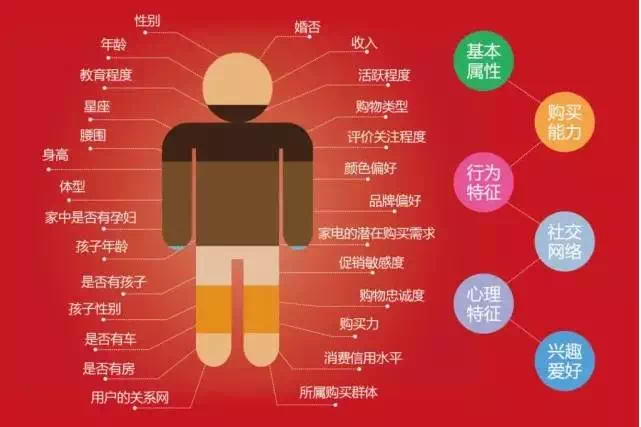 性别
年龄
教育程度
星座
腰围
身高
体型
家中是否有孕妇
孩子年龄
是否有孩子
孩子性别
是否有车
是否有房
用户的关系网
婚否
收入
活跃程度
购物类型
评价关注程度
颜色偏好
品牌偏好
家电的潜在购买需求
促销敏感度
购物忠诚度
购买力
消费信用水平
所属购买群体
基本
属性
购买
能力
行为
特征
社交
网络
心理
特征
兴趣
爱好